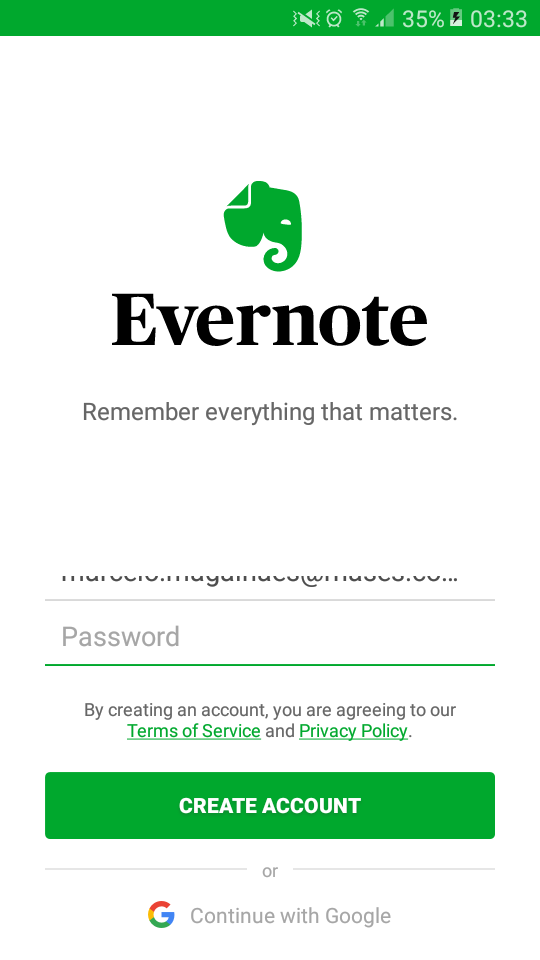 35% 03:33
Evernote
Remember everything that matters.
Password
By creating an account, you are agreeing to our
Terms of Service and Privacy Policy.
CREATE ACCOUNT
or
Continue with Google